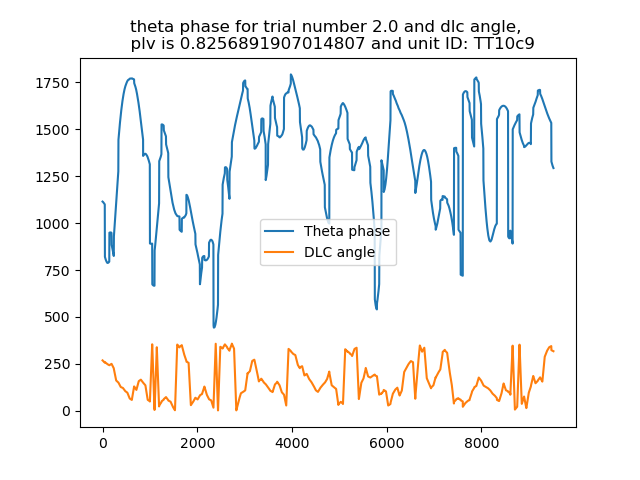 theta phase for trial number 2.0 and dlc angle,
plv is 0.8256891907014807 and unit ID: TT10c9
1750
1500
1250
1000
750
500
250
0
Theta phase
DLC angle
0 2000 4000 6000 8000